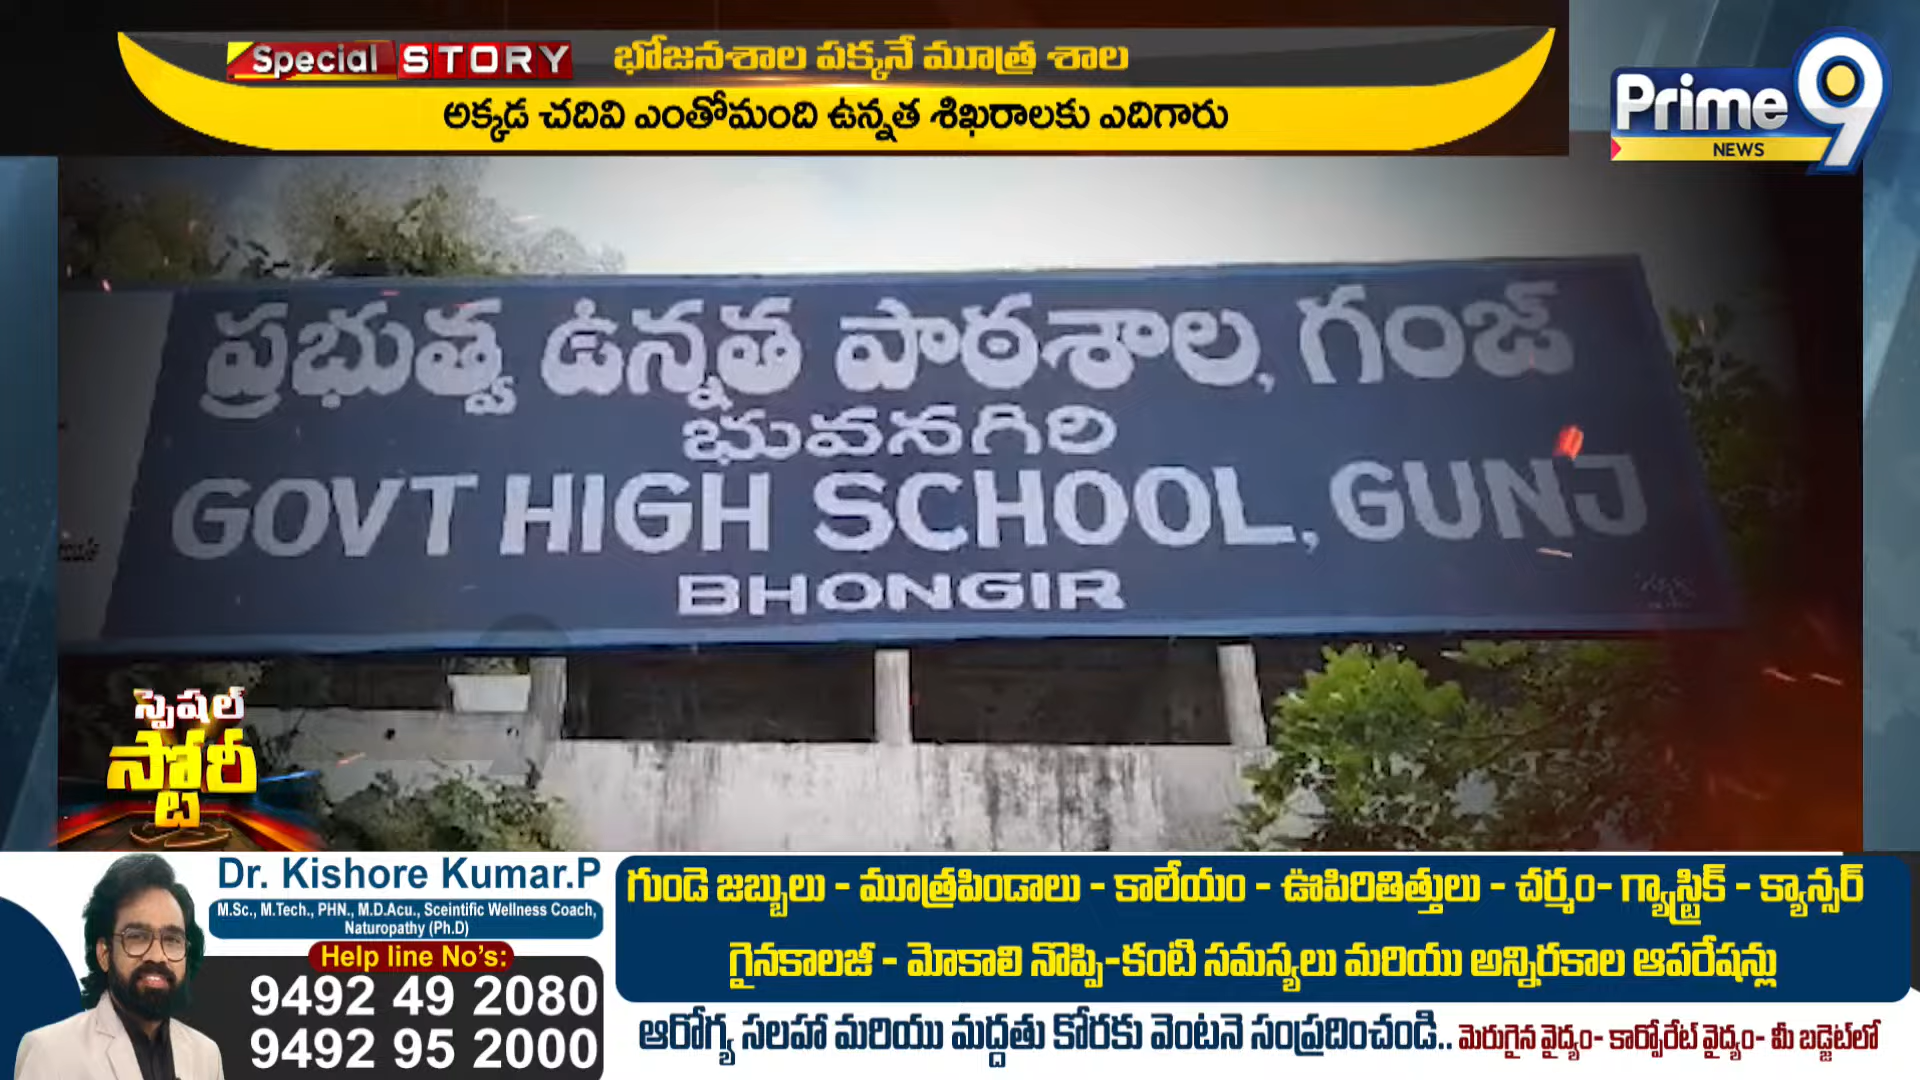 Special STORY భోజనశాల పక్కనే మూత్ర శాల
అక్కడ చదివి ఎంతోమంది ఉన్నత శిఖరాలకు ఎదిగారు
Prime 9
NEWS
ప్రభుత్వ ఉన్నత పాఠశాల, గంజ్
భువనగిరి
GOVT HIGH SCHOOL, GUNJ
BHONGIR
స్పెషల్
స్టోరీ
Dr. Kishore Kumar.P
M.Sc., M.Tech., PHN., M.D.Acu., Sceintific Wellness Coach,
Naturopathy (Ph.D)
Help line No's:
9492 49 2080
9492 95 2000
గుండె జబ్బులు - మూత్రపిండాలు - కాలేయం - ఊపిరితిత్తులు - చర్మం- గ్యాస్ట్రిక్ - క్యాన్సర్
గైనకాలజీ - మోకాలి నొప్పి-కంటి సమస్యలు మరియు అన్నిరకాల ఆపరేషన్లు
ఆరోగ్య సలహా మరియు మద్దతు కోరకు వెంటనె సంప్రదించండి.. మెరుగైన వైద్యం- కార్పోరేట్ వైద్యం- మీ బడ్జెట్‌లో